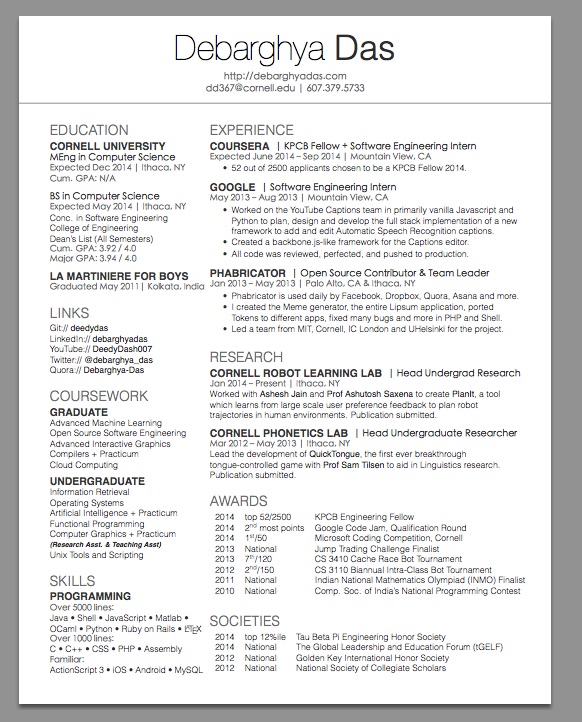 Debarghya Das
http://debarghyadas.com
dd367@cornell.edu | 607.379.5733
EDUCATION
CORNELL UNIVERSITY
MEng in Computer Science
Expected Dec 2014 | Ithaca, NY
Cum. GPA: N/A
BS in Computer Science
Expected May 2014 | Ithaca, NY
Conc. in Software Engineering
College of Engineering
Dean's List (All Semesters)
Cum. GPA: 3.92 / 4.0
Major GPA: 3.94 / 4.0
LA MARTINIERE FOR BOYS
Graduated May 2011 | Kolkata, India
LINKS
Git:// deedydas
LinkedIn:// debarghyadas
YouTube:// DeedyDash007
Twitter:// @debarghya_das
Quora:// Debarghya-Das
COURSEWORK
GRADUATE
Advanced Machine Learning
Open Source Software Engineering
Advanced Interactive Graphics
Compilers + Practicum
Cloud Computing
UNDERGRADUATE
Information Retrieval
Operating Systems
Artificial Intelligence + Practicum
Functional Programming
Computer Graphics + Practicum
(Research Asst. & Teaching Asst)
Unix Tools and Scripting
SKILLS
PROGRAMMING
Over 5000 lines:
Java • Shell • JavaScript • Matlab •
OCaml • Python • Ruby on Rails • LATEX
Over 1000 lines:
C • C++ • CSS • PHP • Assembly
Familiar:
ActionScript 3 • iOS • Android • MySQL
EXPERIENCE
COURSERA | KPCB Fellow + Software Engineering Intern
Expected June 2014 – Sep 2014 | Mountain View, CA
• 52 out of 2500 applicants chosen to be a KPCB Fellow 2014.
GOOGLE | Software Engineering Intern
May 2013 – Aug 2013 | Mountain View, CA
• Worked on the YouTube Captions team in primarily vanilla Javascript and
Python to plan, design and develop the full stack implementation of a new
framework to add and edit Automatic Speech Recognition captions.
• Created a backbone.js-like framework for the Captions editor.
• All code was reviewed, perfected, and pushed to production.
PHABRICATOR | Open Source Contributor & Team Leader
Jan 2013 – May 2013 | Palo Alto, CA & Ithaca, NY
• Phabricator is used daily by Facebook, Dropbox, Quora, Asana and more.
• I created the Meme generator, the entire Lipsum application, ported
Tokens to different apps, fixed many bugs and more in PHP and Shell.
• Led a team from MIT, Cornell, IC London and UHelsinki for the project.
RESEARCH
CORNELL ROBOT LEARNING LAB | Head Undergrad Research
Jan 2014 – Present | Ithaca, NY
Worked with Ashesh Jain and Prof Ashutosh Saxena to create PlanIt, a tool
which learns from large scale user preference feedback to plan robot
trajectories in human environments. Publication submitted.
CORNELL PHONETICS LAB | Head Undergraduate Researcher
Mar 2012 – May 2013 | Ithaca, NY
Lead the development of QuickTongue, the first ever breakthrough
tongue-controlled game with Prof Sam Tilsen to aid in Linguistics research.
Publication submitted.
AWARDS
2014 top 52/2500 KPCB Engineering Fellow
2014 2nd most points Google Code Jam, Qualification Round
2014 1st/50 Microsoft Coding Competition, Cornell
2013 National Jump Trading Challenge Finalist
2013 7th/120 CS 3410 Cache Race Bot Tournament
2012 2nd/150 CS 3110 Biannual Intra-Class Bot Tournament
2011 National Indian National Mathematics Olympiad (INMO) Finalist
2010 National Comp. Soc. of India's National Programming Contest
SOCIETIES
2014 top 12%ile Tau Beta Pi Engineering Honor Society
2014 National The Global Leadership and Education Forum (tGELF)
2012 National Golden Key International Honor Society
2012 National National Society of Collegiate Scholars